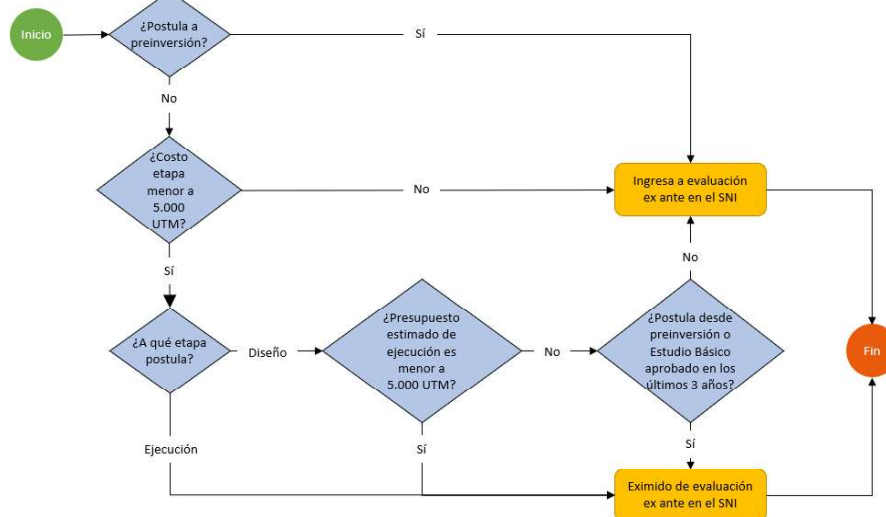 Inicio
¿Postula a
preinversión?
Sí
No
¿Costo
etapa
menor a
5.000
UTM?
No
Ingresa a evaluación
ex ante en el SNI
Sí
No
¿A qué etapa
postula?
Diseño
¿Presupuesto
estimado de
ejecución es
menor a
5.000 UTM?
No
¿Postula desde
preinversión o
Estudio Básico
aprobado en los
últimos 3 años?
Fin
Ejecución
Sí
Sí
Eximido de evaluación
ex ante en el SNI